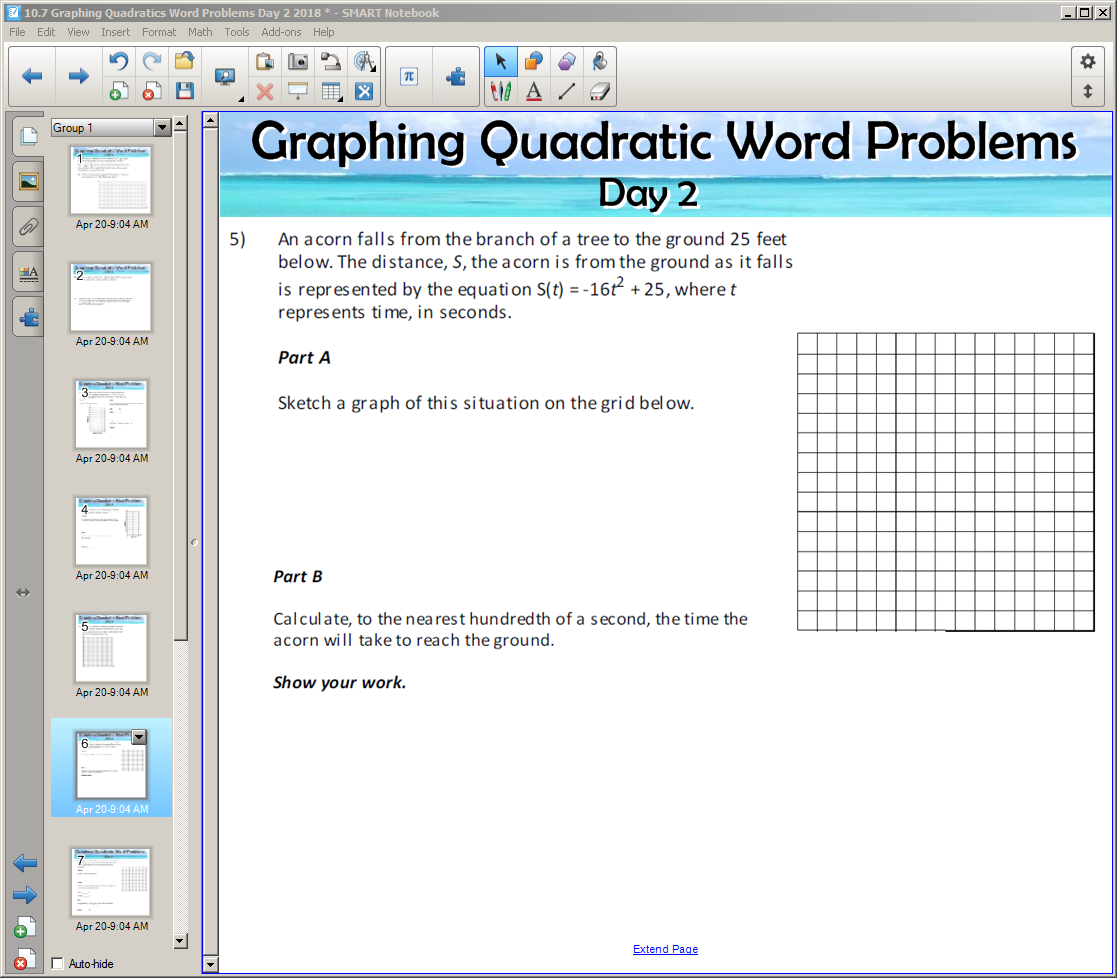 10.7 Graphing Quadratics Word Problems Day 2 2018 * - SMART Notebook
File Edit View Insert Format Math Tools Add-ons Help
π
A
Group 1
A
1
Apr 20-9:04 AM
2
Apr 20-9:04 AM
3
Apr 20-9:04 AM
4
Apr 20-9:04 AM
5
Apr 20-9:04 AM
6
Apr 20-9:04 AM
7
Apr 20-9:04 AM
Auto-hide
Graphing Quadratic Word Problems
Day 2
5) An acorn falls from the branch of a tree to the ground 25 feet
below. The distance, S, the acorn is from the ground as it falls
is represented by the equation S(t) = -16t² + 25, where t
represents time, in seconds.
Part A
Sketch a graph of this situation on the grid below.
Part B
Calculate, to the nearest hundredth of a second, the time the
acorn will take to reach the ground.
Show your work.
Extend Page